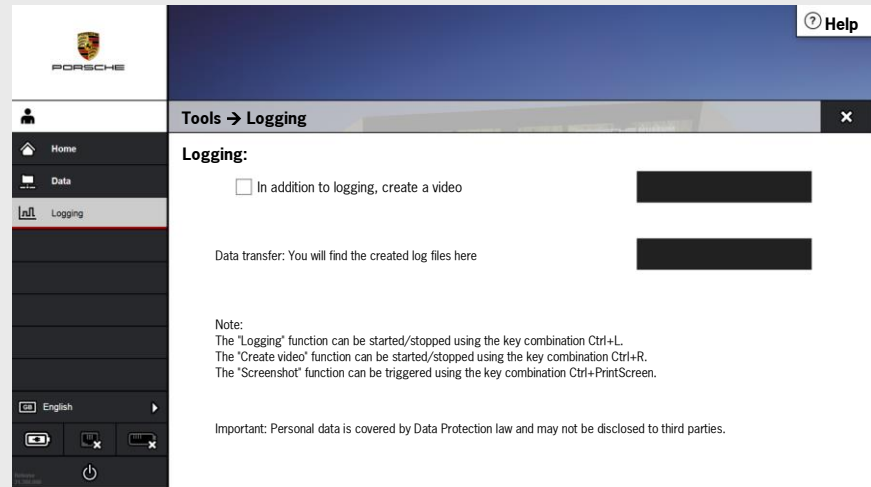 Help
PORSCHE
Tools → Logging
Home
Data
Logging
Logging:
In addition to logging, create a video
Data transfer: You will find the created log files here
Note:
The "Logging" function can be started/stopped using the key combination Ctrl+L.
The "Create video" function can be started/stopped using the key combination Ctrl+R.
The "Screenshot" function can be triggered using the key combination Ctrl+PrintScreen.
GB English
Important: Personal data is covered by Data Protection law and may not be disclosed to third parties.
Release